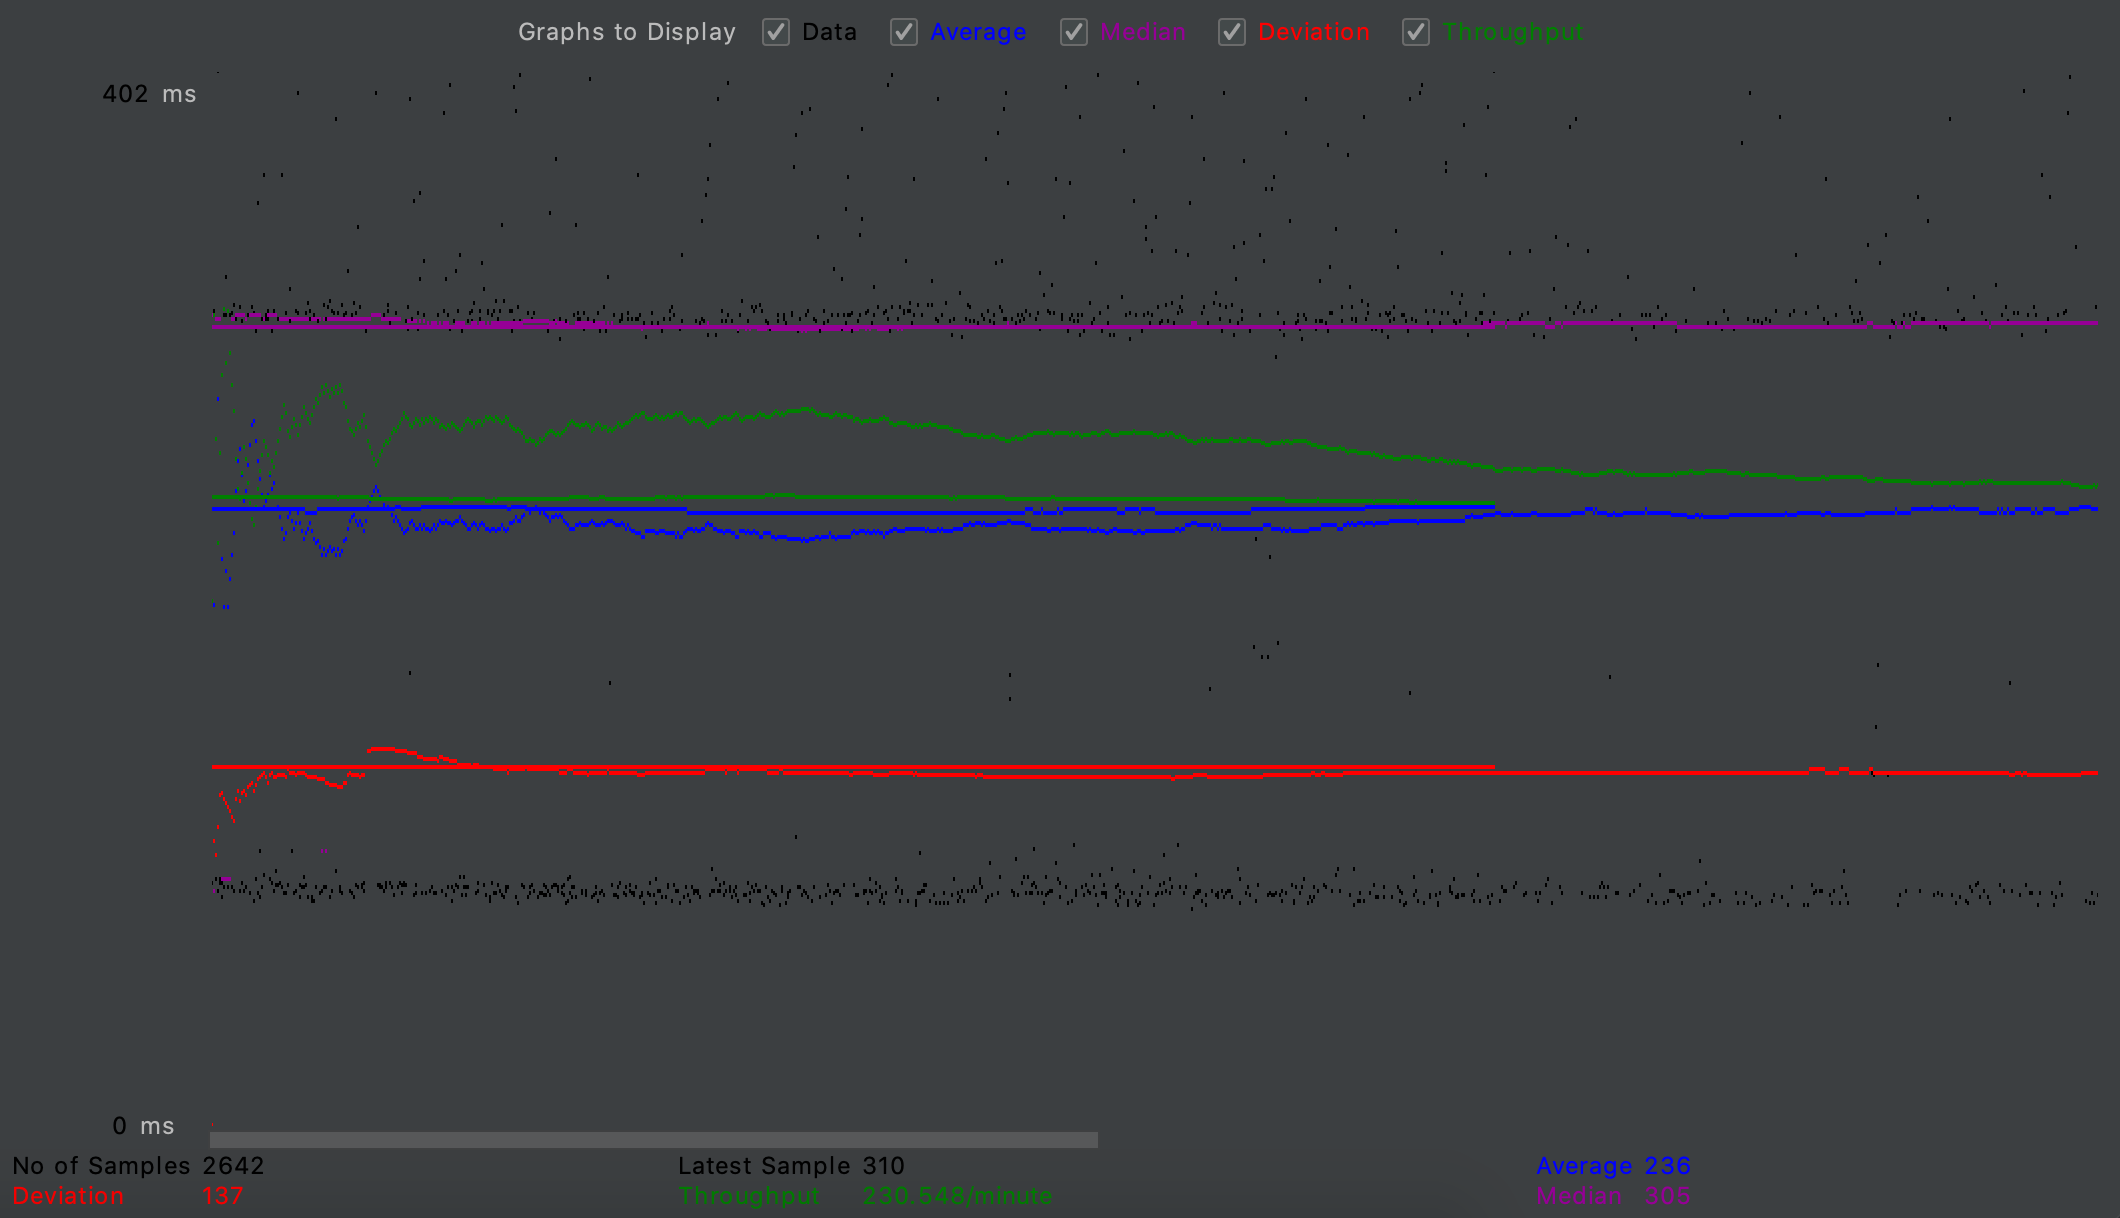 Graphs to Display Data Average Median Deviation Throughput
402 ms
0 ms
No of Samples 2642 Latest Sample 310 Average 236
Deviation 137 Throughput 230.548/minute Median 305